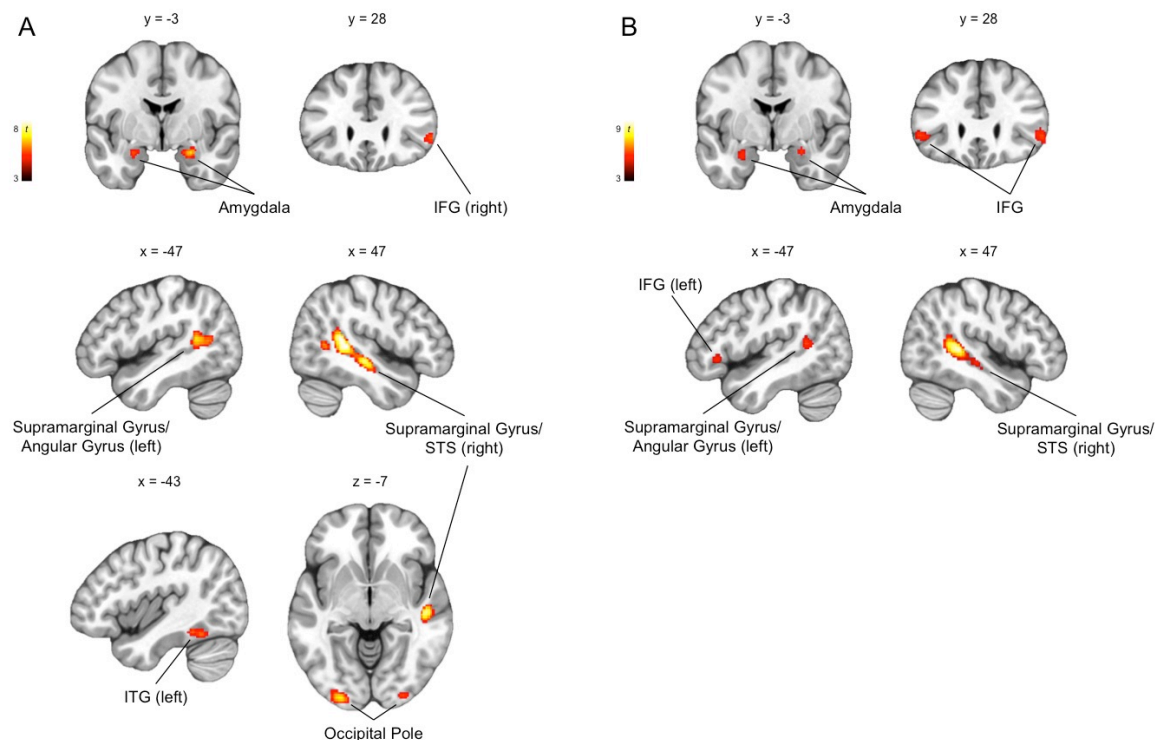 A
y = -3
y = 28
8 t
3
Amygdala
IFG (right)
x = -47
x = 47
Supramarginal Gyrus/
Angular Gyrus (left)
Supramarginal Gyrus/
STS (right)
x = -43
z = -7
ITG (left)
Occipital Pole
B
y = -3
y = 28
9 t
3
Amygdala
IFG
x = -47
x = 47
IFG (left)
Supramarginal Gyrus/
Angular Gyrus (left)
Supramarginal Gyrus/
STS (right)